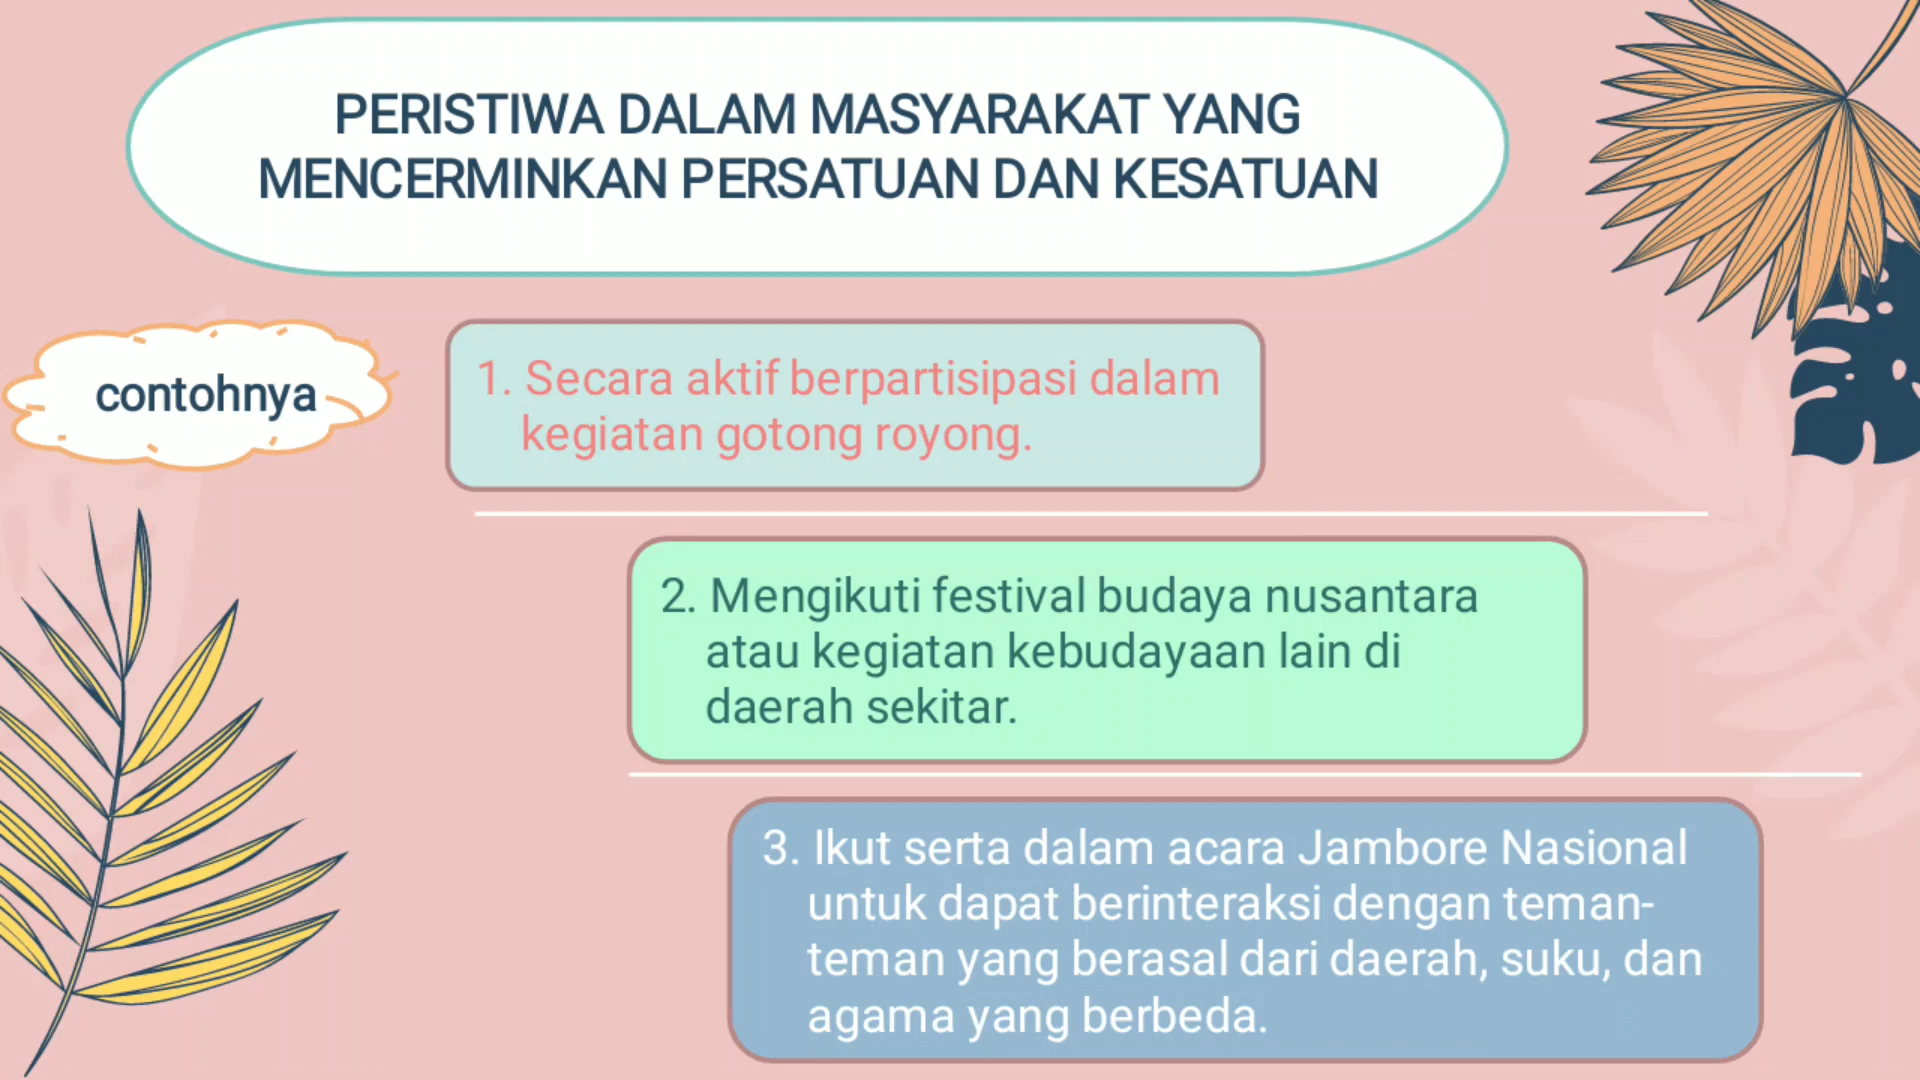 PERISTIWA DALAM MASYARAKAT YANG
MENCERMINKAN PERSATUAN DAN KESATUAN
contohnya
1. Secara aktif berpartisipasi dalam
kegiatan gotong royong.
2. Mengikuti festival budaya nusantara
atau kegiatan kebudayaan lain di
daerah sekitar.
3. Ikut serta dalam acara Jambore Nasional
untuk dapat berinteraksi dengan teman-
teman yang berasal dari daerah, suku, dan
agama yang berbeda.